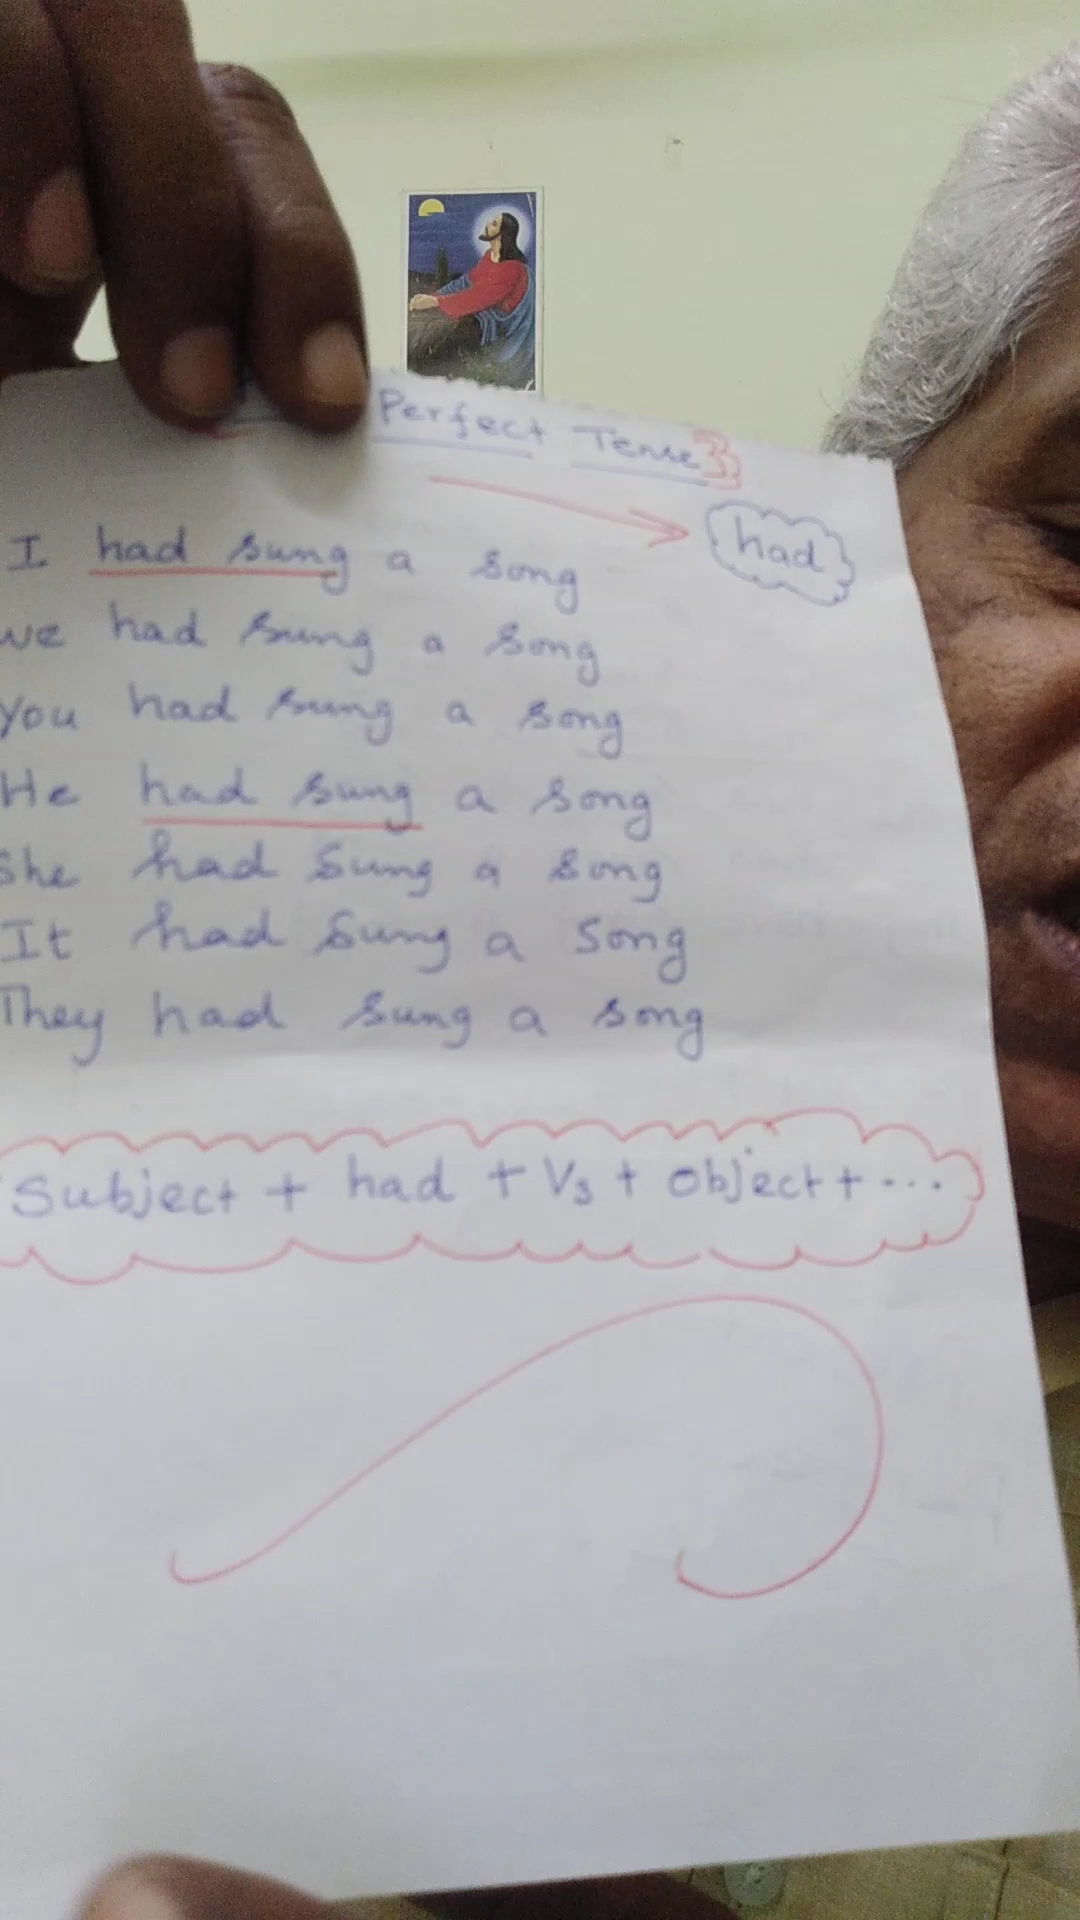 Perfect Tense
had
I had sung a song
we had sung a song
You had sung a song
He had sung a song
She had sung a song
It had sung a song
They had sung a song
Subject + had + V3 + object + ...